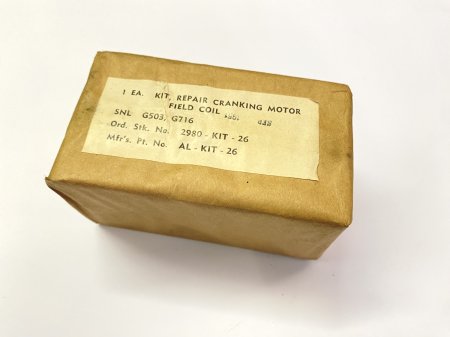 1 EA. KIT, REPAIR CRANKING MOTOR
FIELD COIL
SNL G503, G716
Ord. Stk. No. 2980 - KIT - 26
Mfr's. Pt. No. AL - KIT - 26